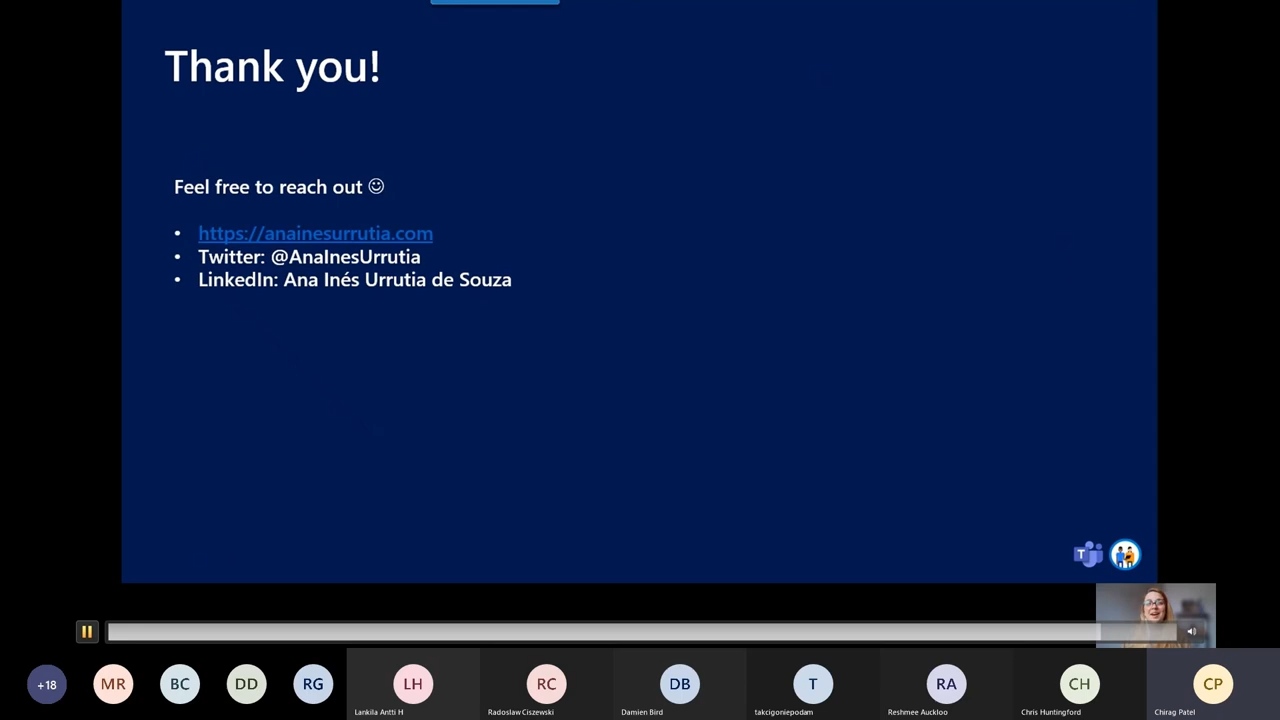 Thank you!
Feel free to reach out ☺
• https://anainesurrutia.com
• Twitter: @AnaInesUrrutia
• LinkedIn: Ana Inés Urrutia de Souza
T
+18
MR
BC
DD
RG
LH
RC
DB
T
RA
CH
CP
Lankila Antti H
Radoslaw Ciszewski
Damien Bird
takcigoniepodam
Reshmee Auckloo
Chris Huntingford
Chirag Patel